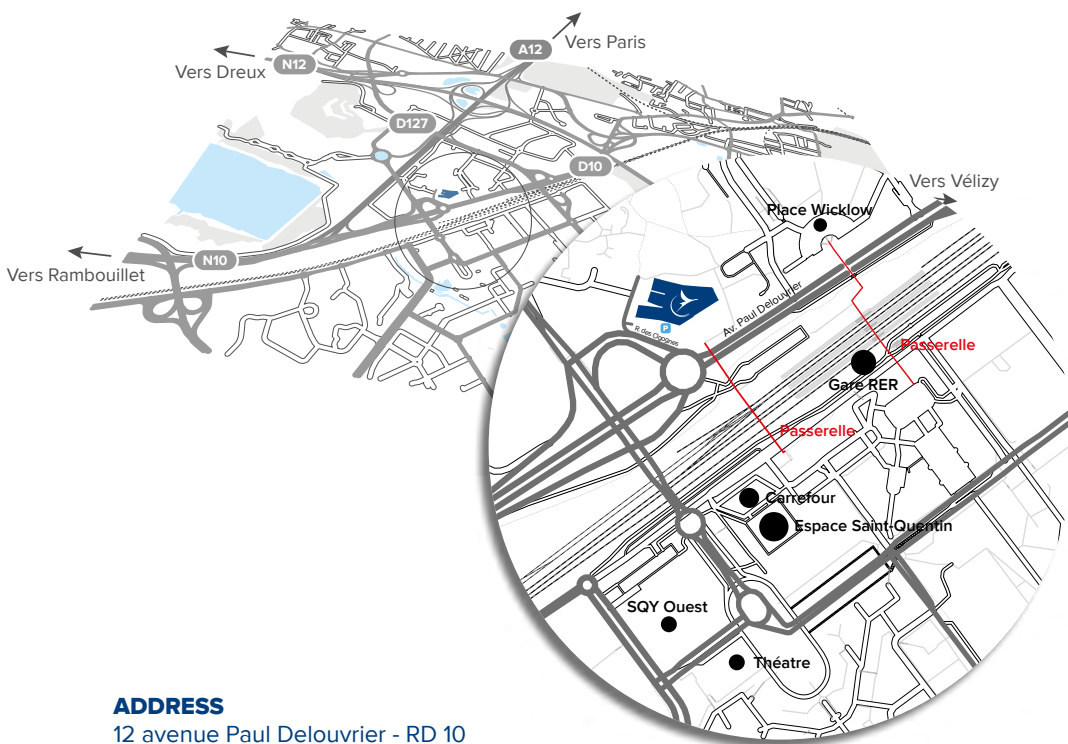 A12
Vers Paris
N12
Vers Dreux
D127
D10
Vers Vélizy
Place Wicklow
N10
Vers Rambouillet
Av. Paul Delouvrier
P
R. des Cigognes
Passerelle
Gare RER
Passerelle
Carrefour
Espace Saint-Quentin
SQY Ouest
Théatre
ADDRESS
12 avenue Paul Delouvrier - RD 10